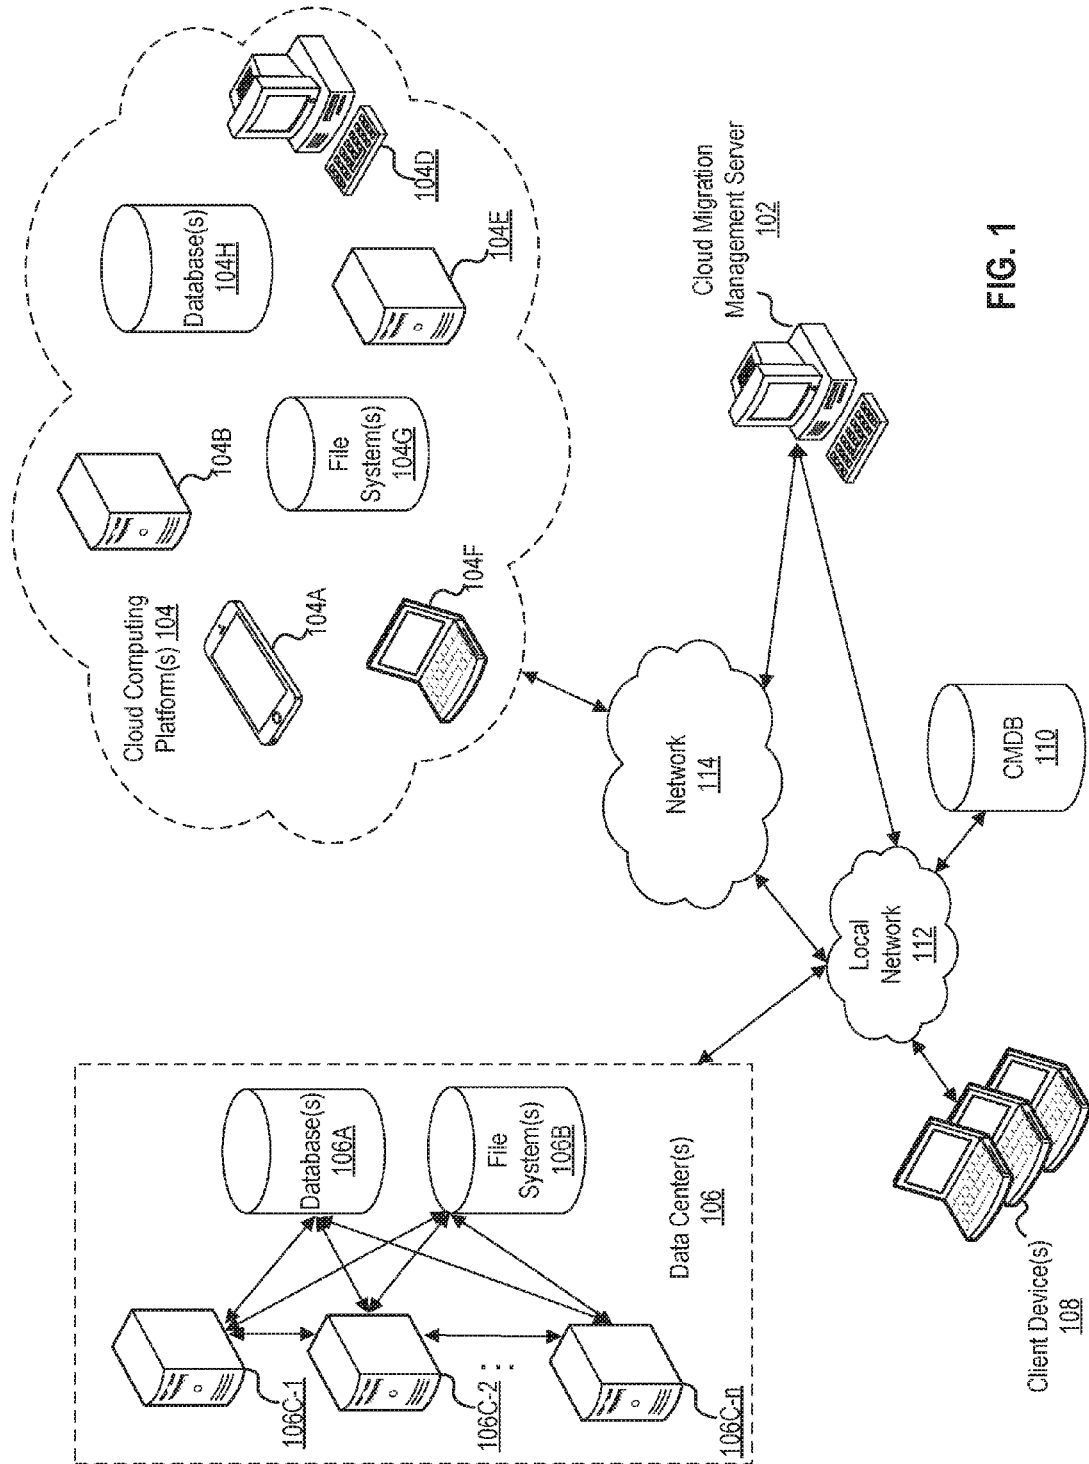 Cloud Computing
Platform(s) 104
104A
104B
File
System(s)
104G
Database(s)
104H
104D
104E
104F
Network
114
Cloud Migration
Management Server
102
Data Center(s)
106
Database(s)
106A
File
System(s)
106B
106C-1
106C-2
...
106C-n
Local
Network
112
CMDB
110
Client Device(s)
108
FIG. 1